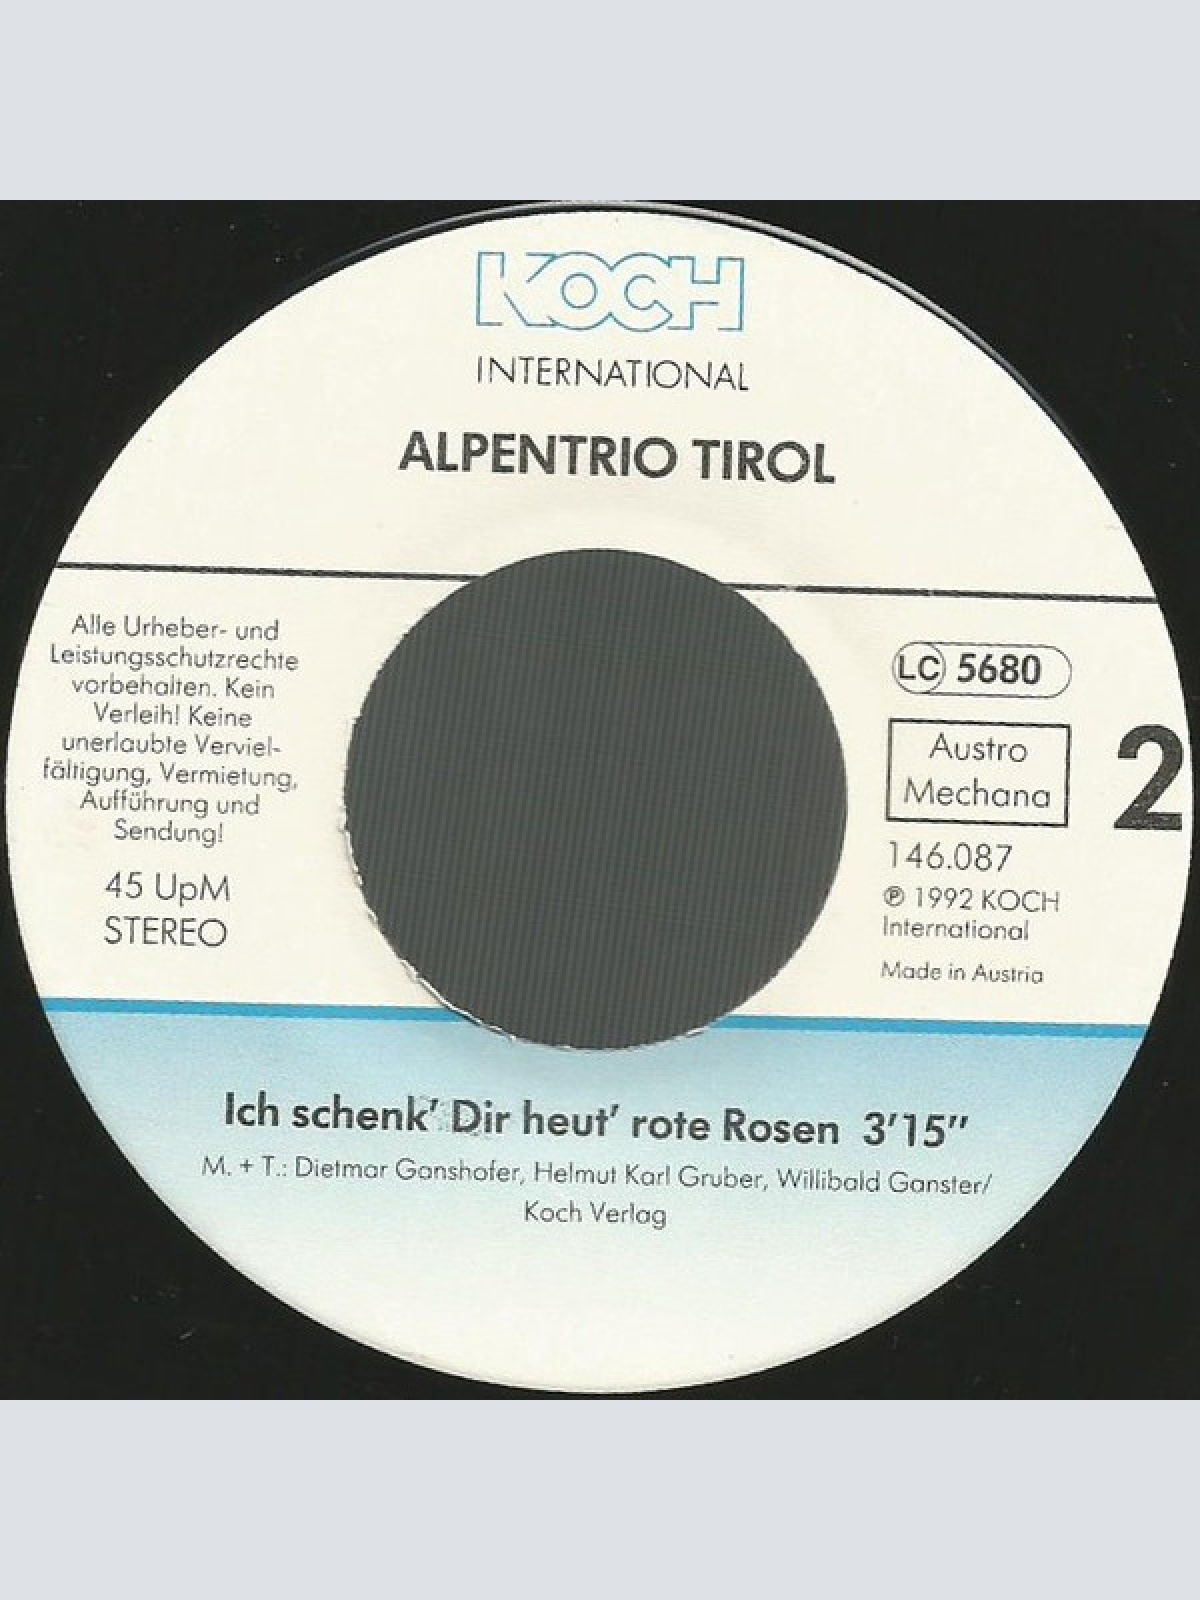 KOCH
INTERNATIONAL
ALPENTRIO TIROL
Alle Urheber- und
Leistungsschutzrechte
vorbehalten. Kein
Verleih! Keine
unerlaubte Verviel-
fältigung, Vermietung,
Aufführung und
Sendung!
45 UpM
STEREO
LC 5680
Austro
Mechana
2
146.087
℗ 1992 KOCH
International
Made in Austria
Ich schenk' Dir heut' rote Rosen 3'15"
M. + T.: Dietmar Ganshofer, Helmut Karl Gruber, Willibald Ganster/
Koch Verlag